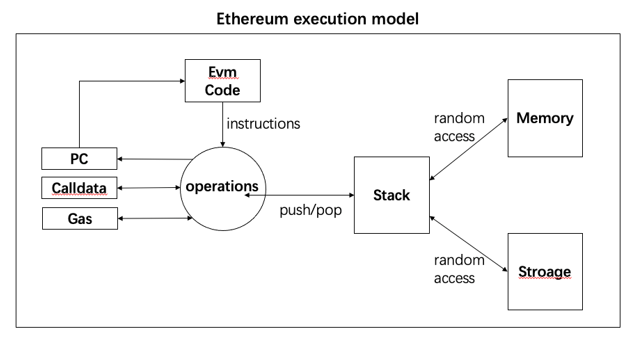 Ethereum execution model
Evm
Code
instructions
PC
Calldata
Gas
operations
push/pop
Stack
random
access
Memory
random
access
Stroage